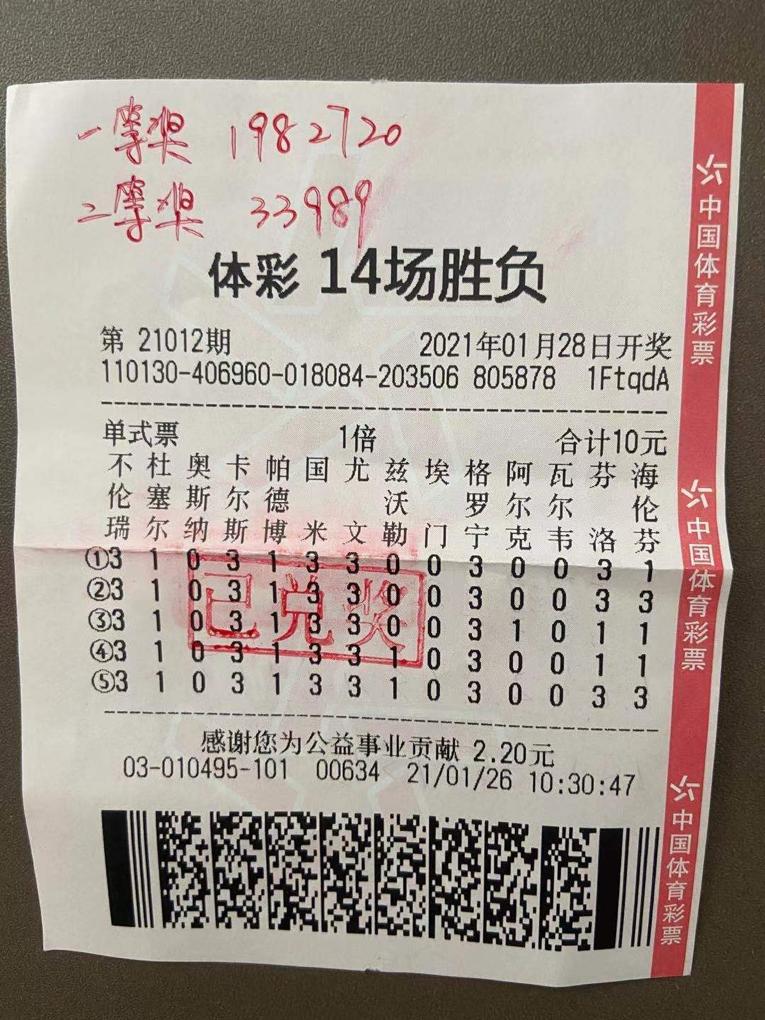 一等奖 1982720
二等奖 33989
体彩 14场胜负
第 21012期 2021年01月28日开奖
110130-406960-018084-203506 805878 1FtqdA
单式票 1倍 合计10元
不伦瑞 杜塞尔 奥斯纳 卡尔斯 帕德博 国米 尤文 兹沃勒 埃门 格罗宁 阿尔克 瓦尔韦 芬洛 海伦芬
①3 1 0 3 1 3 3 0 0 3 0 0 3 1
②3 1 0 3 1 3 3 0 0 3 0 0 3 3
③3 1 0 3 1 3 3 0 0 3 1 0 1 1
④3 1 0 3 1 3 3 1 0 3 0 0 1 1
⑤3 1 0 3 1 3 3 1 0 3 0 0 3 3
已兑奖
感谢您为公益事业贡献 2.20元
03-010495-101 00634 21/01/26 10:30:47
中国体育彩票
中国体育彩票
中国体育彩票